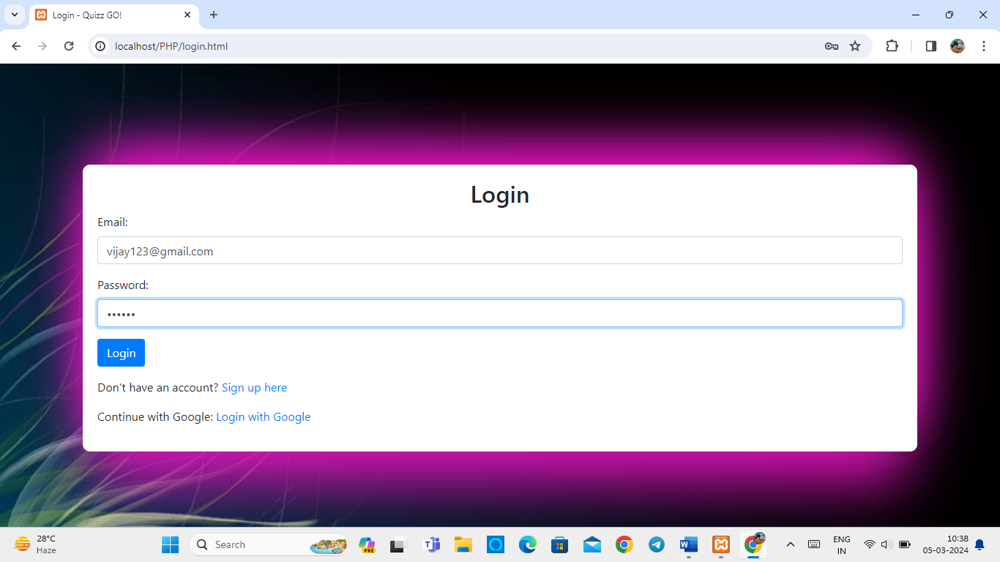 Login - Quizz GO!
localhost/PHP/login.html
Login
Email:
vijay123@gmail.com
Password:
••••••
Login
Don't have an account? Sign up here
Continue with Google: Login with Google
28°C
Haze
Search
PRE
ENG
IN
10:38
05-03-2024